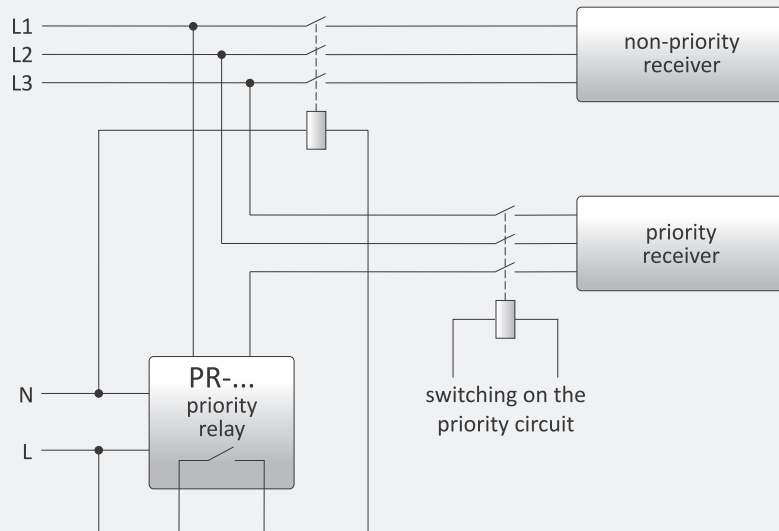 L1
L2
L3
non-priority
receiver
priority
receiver
switching on the
priority circuit
PR-...
priority
relay
N
L